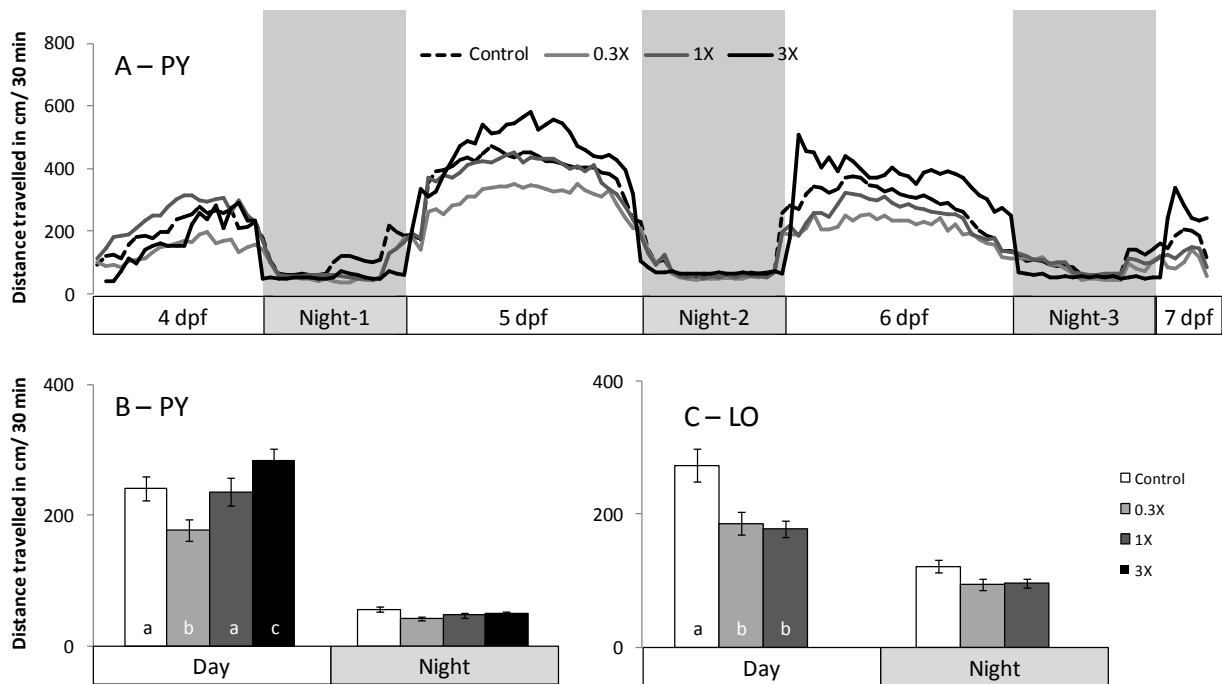 Distance travelled in cm/ 30 min
800
600
400
200
0
A – PY
Control 0.3X 1X 3X
4 dpf Night-1 5 dpf Night-2 6 dpf Night-3 7 dpf
Distance travelled in cm/ 30 min
400
200
0
B – PY
a b a c
Day Night
400
200
0
C – LO
a b b
Day Night
Control
0.3X
1X
3X